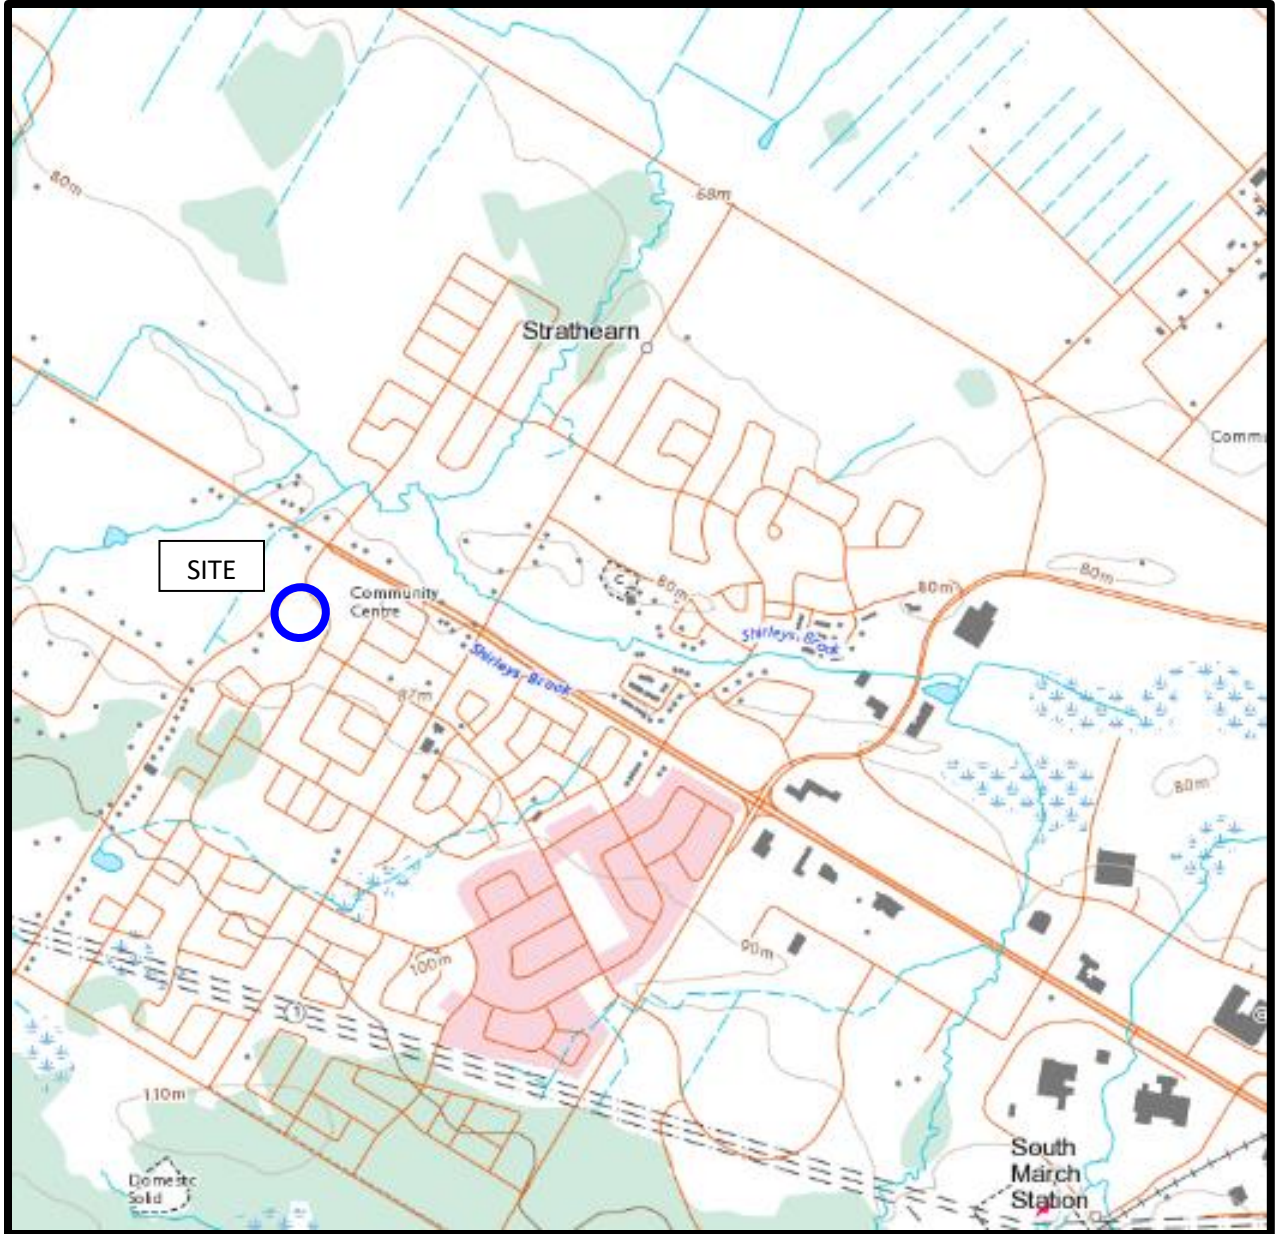 80m
68m
Strathearn
Comm
SITE
Community
Centre
C
80m
80m
80m
Shirleys Brook
Shirleys Brook
87m
80m
90m
100m
1
110m
Domestic
Solid
South
March
Station